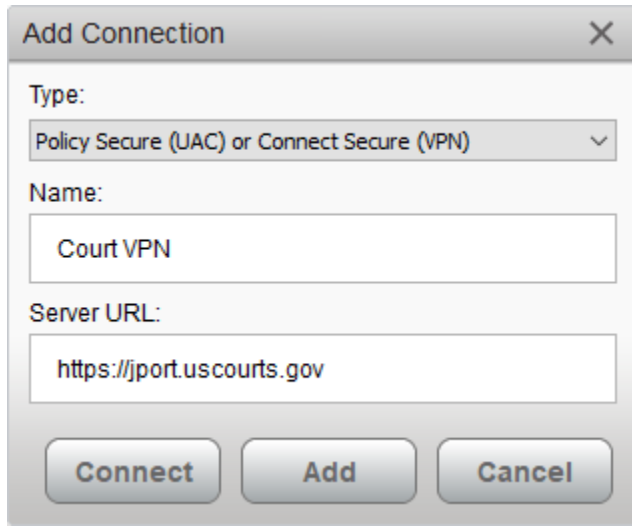 Add Connection
Type:
Policy Secure (UAC) or Connect Secure (VPN)
Name:
Court VPN
Server URL:
https://jport.uscourts.gov
Connect Add Cancel